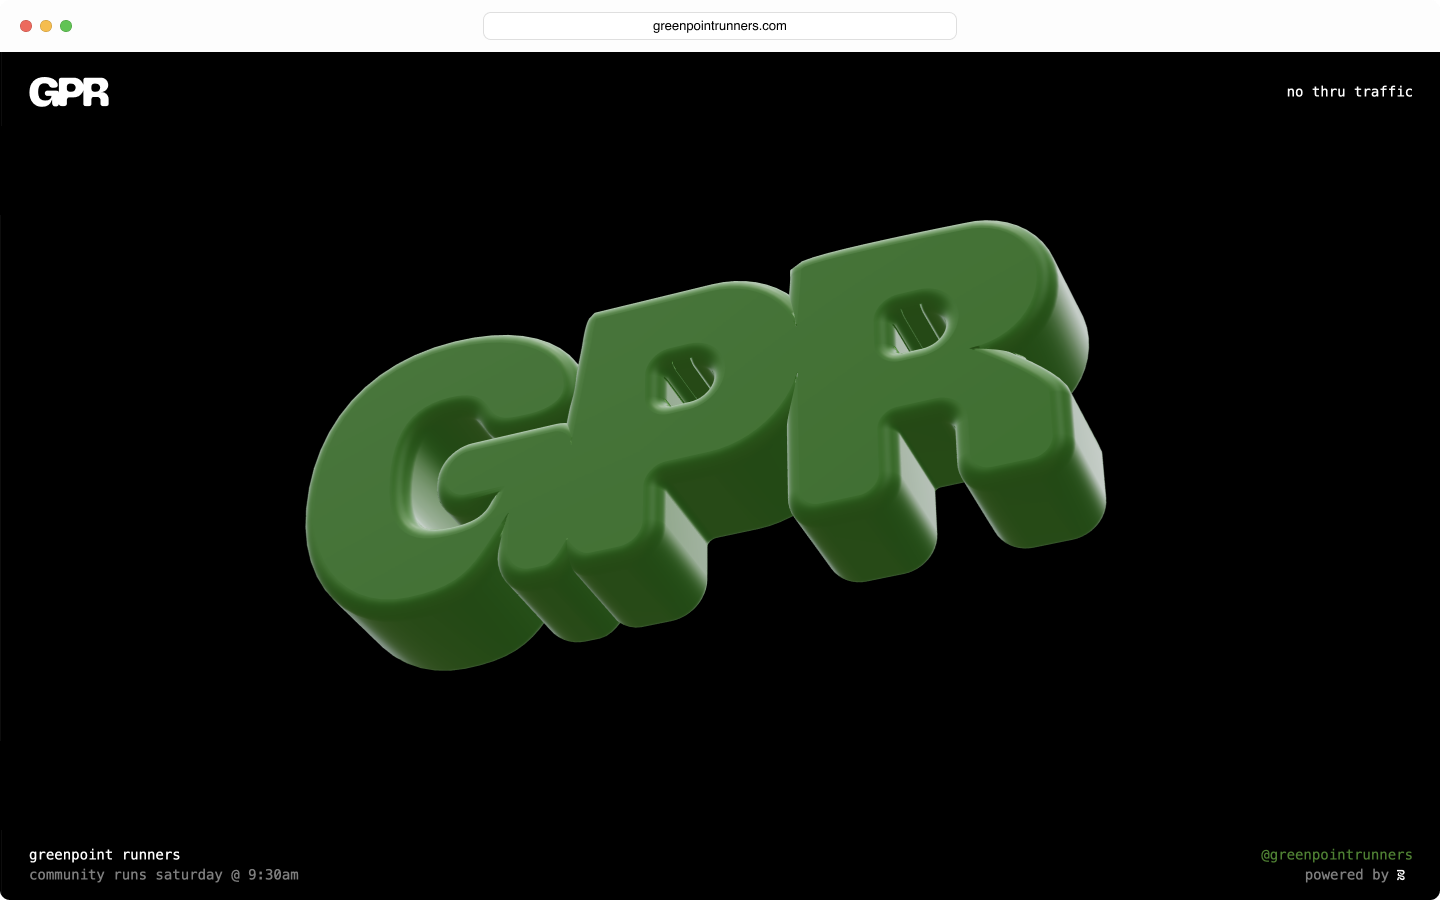 greenpointrunners.com
GPR
no thru traffic
GPR
greenpoint runners
community runs saturday @ 9:30am
@greenpointrunners
powered by